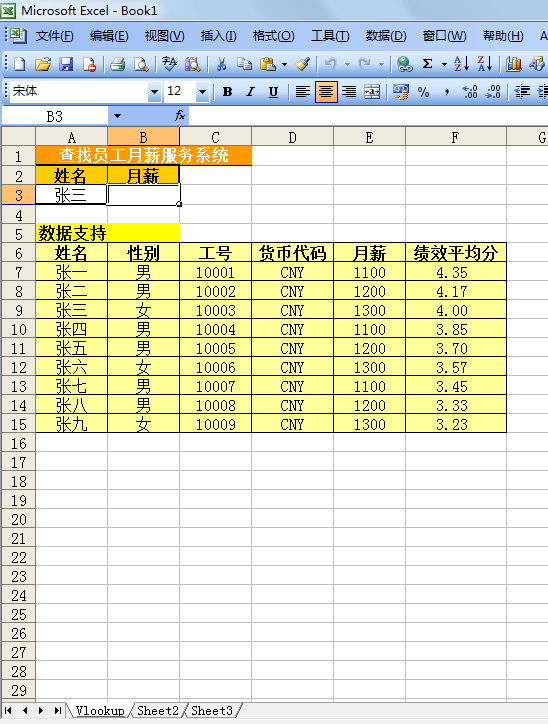 Microsoft Excel - Book1
文件(F) 编辑(E) 视图(V) 插入(I) 格式(O) 工具(T) 数据(D) 窗口(W) 帮助(H)
宋体 12 B I U
B3 fx
A B C D E F G
1 查找员工月薪服务系统
2 姓名 月薪
3 张三
4
5 数据支持
6 姓名 性别 工号 货币代码 月薪 绩效平均分
7 张一 男 10001 CNY 1100 4.35
8 张二 男 10002 CNY 1200 4.17
9 张三 女 10003 CNY 1300 4.00
10 张四 男 10004 CNY 1100 3.85
11 张五 男 10005 CNY 1200 3.70
12 张六 女 10006 CNY 1300 3.57
13 张七 男 10007 CNY 1100 3.45
14 张八 男 10008 CNY 1200 3.33
15 张九 女 10009 CNY 1300 3.23
16
17
18
19
20
21
22
23
24
25
26
27
28
29
Vlookup Sheet2 Sheet3